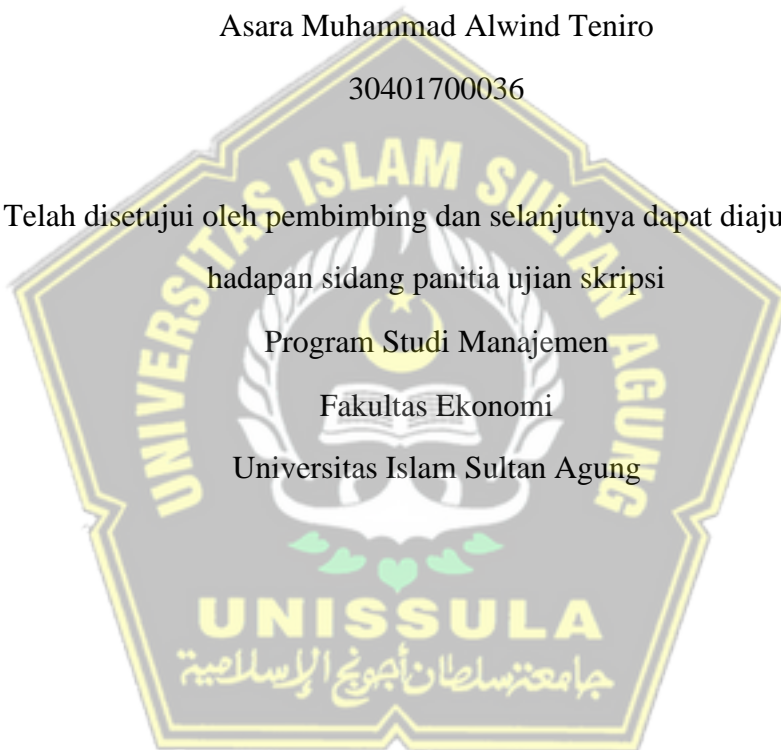 Asara Muhammad Alwind Teniro
30401700036
UNIVERSITAS ISLAM SULTAN AGUNG
Telah disetujui oleh pembimbing dan selanjutnya dapat diaju
hadapan sidang panitia ujian skripsi
Program Studi Manajemen
Fakultas Ekonomi
Universitas Islam Sultan Agung
UNISSULA
جامعة سلطان أجونج الإسلامية